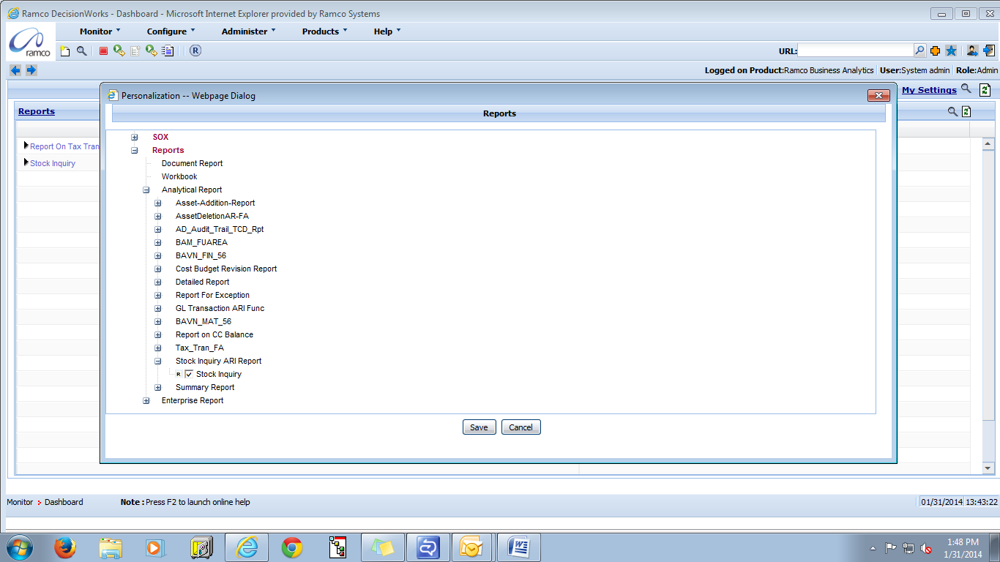 Ramco DecisionWorks - Dashboard - Microsoft Internet Explorer provided by Ramco Systems
ramco
Monitor Configure Administer Products Help
R
URL:
Logged on Product:Ramco Business Analytics User:System admin Role:Admin
My Settings
Reports
Report On Tax Tran
Stock Inquiry
Personalization -- Webpage Dialog
Reports
SOX
Reports
Document Report
Workbook
Analytical Report
Asset-Addition-Report
AssetDeletionAR-FA
AD_Audit_Trail_TCD_Rpt
BAM_FUAREA
BAVN_FIN_56
Cost Budget Revision Report
Detailed Report
Report For Exception
GL Transaction ARI Func
BAVN_MAT_56
Report on CC Balance
Tax_Tran_FA
Stock Inquiry ARI Report
R Stock Inquiry
Summary Report
Enterprise Report
Save Cancel
Monitor Dashboard Note : Press F2 to launch online help 01/31/2014 13:43:22
1:48 PM
1/31/2014